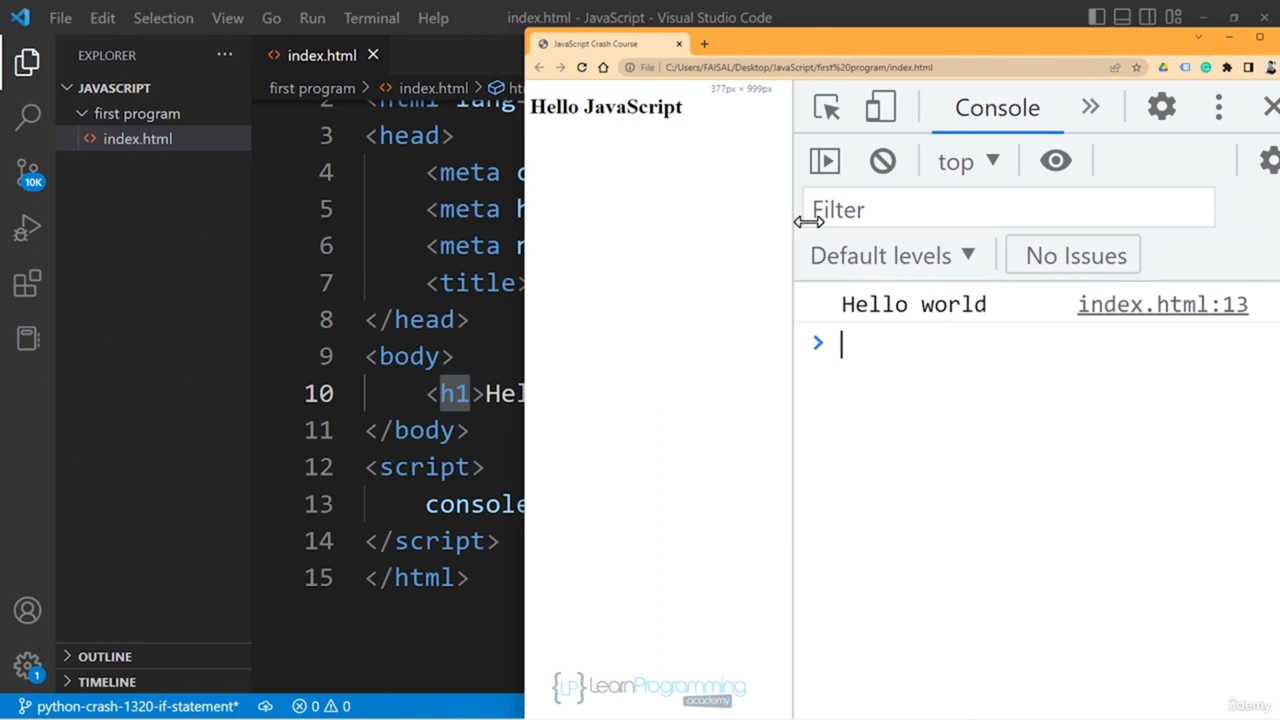 File Edit Selection View Go Run Terminal Help index.html - JavaScript - Visual Studio Code
EXPLORER
JAVASCRIPT
first program
index.html
10K
OUTLINE
TIMELINE
1
python-crash-1320-if-statement* 0 0
index.html
first program > index.html >
3 <head>
4 <meta
5 <meta
6 <meta
7 <title>
8 </head>
9 <body>
10 <h1>Hel
11 </body>
12 <script>
13 console
14 </script>
15 </html>
JavaScript Crash Course
File C:/Users/FAISAL/Desktop/JavaScript/first%20program/index.html
377px × 999px
Hello JavaScript
Console
top
Filter
Default levels No Issues
Hello world index.html:13
{LP} LearnProgramming
academy
ûdemy